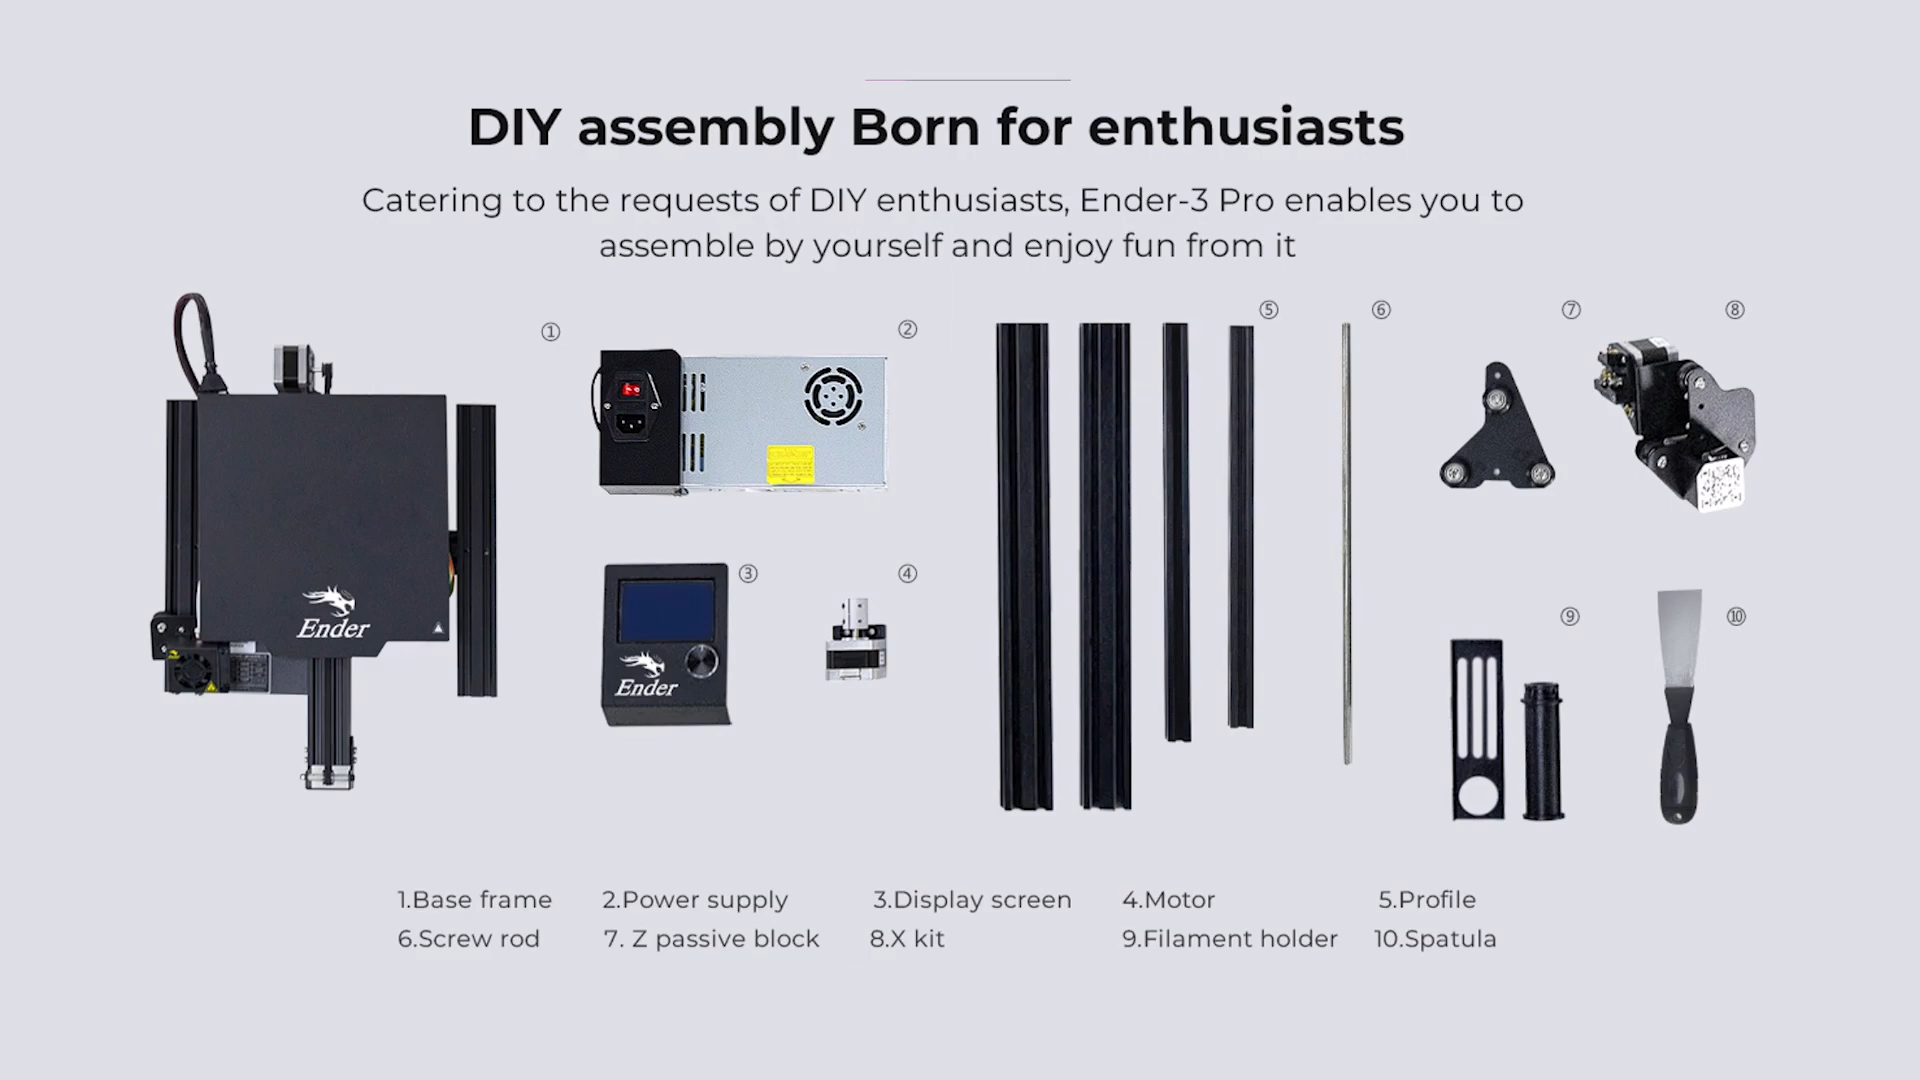 DIY assembly Born for enthusiasts
Catering to the requests of DIY enthusiasts, Ender-3 Pro enables you to
assemble by yourself and enjoy fun from it
① ② ⑤ ⑥ ⑦ ⑧
③ ④ ⑨ ⑩
Ender
Ender
1.Base frame 2.Power supply 3.Display screen 4.Motor 5.Profile
6.Screw rod 7. Z passive block 8.X kit 9.Filament holder 10.Spatula